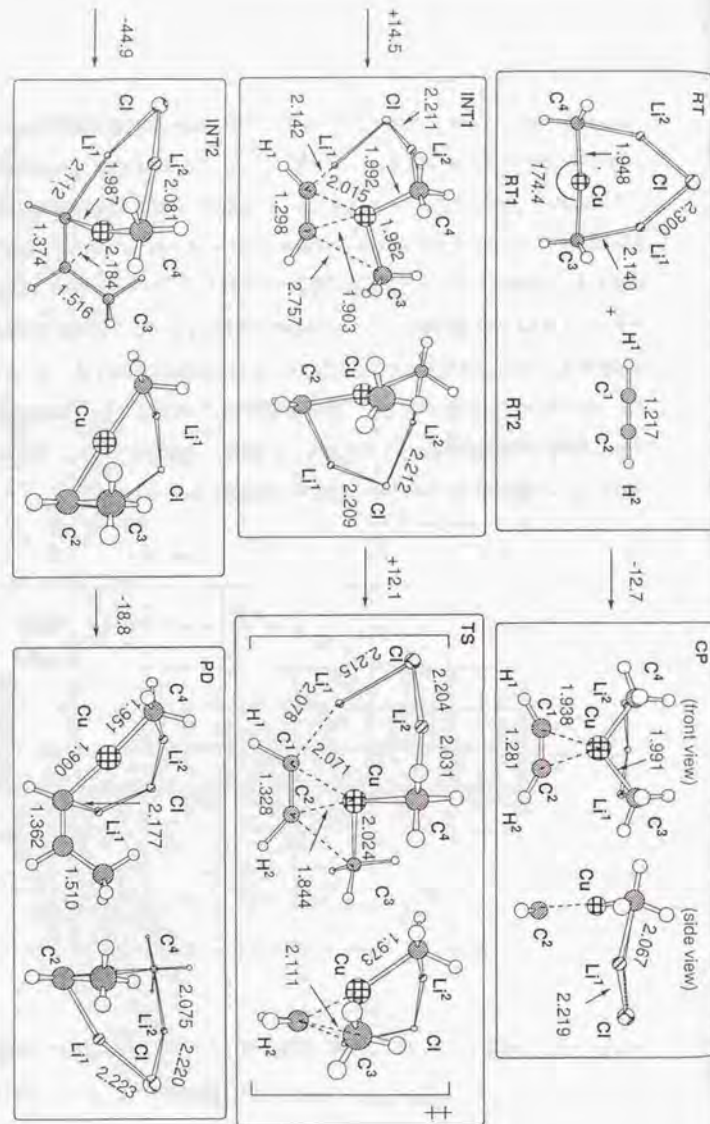 RT
C⁴
Li²
1.948
Cu
Cl
174.4
RT1
2.300
Li¹
C³
2.140
+
H¹
C¹
1.217
C²
H²
RT2
-12.7
CP
(front view)
C⁴
Li²
Cu
1.991
H¹
C¹
1.938
1.281
C²
H²
Li¹
C³
(side view)
Cu
C²
2.067
Li¹
2.219
Cl
+14.5
INT1
Cl
2.211
Li²
2.142
Li¹
H¹
1.992
2.015
C⁴
1.298
1.962
C³
2.757
1.903
Cu
C²
Li²
2.212
Li¹
2.209
Cl
+12.1
TS
Cl
2.215
Li¹
2.204
Li²
2.078
2.031
H¹
C¹
2.071
Cu
1.328
C²
C⁴
2.024
H²
1.844
C³
1.973
Cu
Li²
2.111
H²
C³
‡
-44.9
INT2
Cl
Li¹
Li²
2.112
1.987
2.081
C⁴
1.374
2.184
1.516
C³
Cu
Li¹
Cl
C²
C³
-18.8
PD
C⁴
1.951
Cu
Li²
1.900
Cl
Li¹
2.177
1.362
1.510
C²
C⁴
2.075
Li²
Li¹
Cl
2.220
2.223